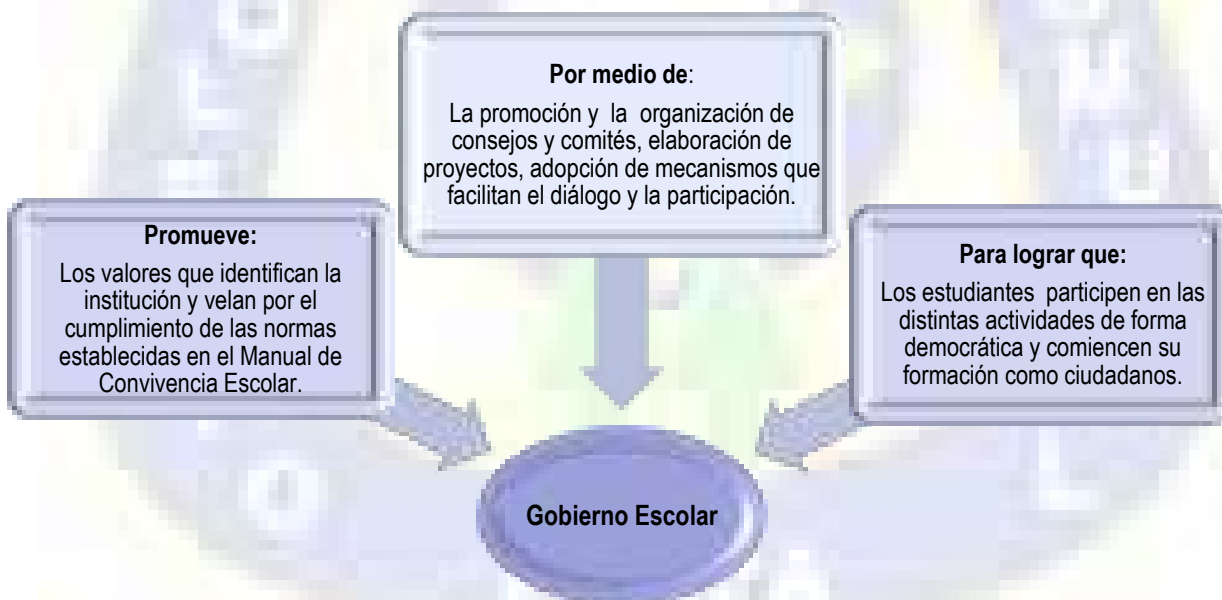 Por medio de:
La promoción y la organización de
consejos y comités, elaboración de
proyectos, adopción de mecanismos que
facilitan el diálogo y la participación.
Promueve:
Los valores que identifican la
institución y velan por el
cumplimiento de las normas
establecidas en el Manual de
Convivencia Escolar.
Para lograr que:
Los estudiantes participen en las
distintas actividades de forma
democrática y comiencen su
formación como ciudadanos.
Gobierno Escolar